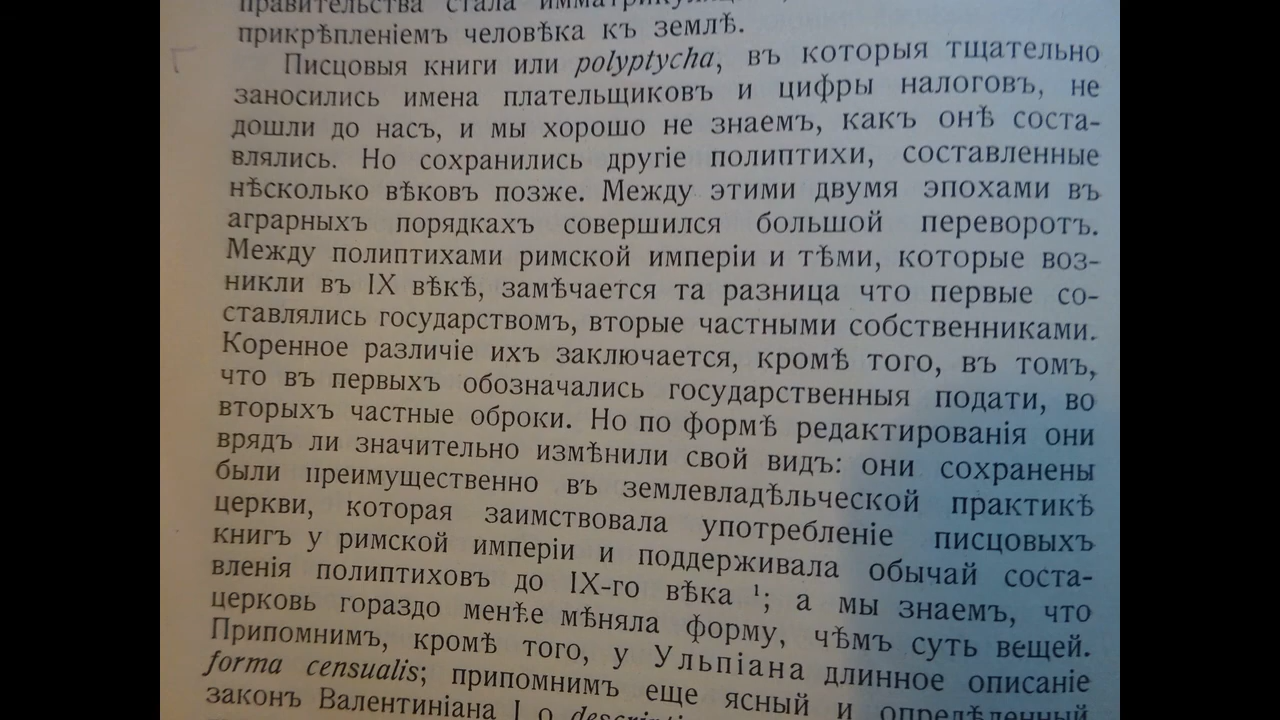 правительства стала
прикрѣпленіемъ человѣка къ землѣ.
Писцовыя книги или polyptycha, въ которыя тщательно
заносились имена плательщиковъ и цифры налоговъ, не
дошли до насъ, и мы хорошо не знаемъ, какъ онѣ соста-
влялись. Но сохранились другіе полиптихи, составленные
нѣсколько вѣковъ позже. Между этими двумя эпохами въ
аграрныхъ порядкахъ совершился большой переворотъ.
Между полиптихами римской имперіи и тѣми, которые воз-
никли въ IX вѣкѣ, замѣчается та разница что первые со-
ставлялись государствомъ, вторые частными собственниками.
Коренное различіе ихъ заключается, кромѣ того, въ томъ,
что въ первыхъ обозначались государственныя подати, во
вторыхъ частные оброки. Но по формѣ редактированія они
врядъ ли значительно измѣнили свой видъ: они сохранены
были преимущественно въ землевладѣльческой практикѣ
церкви, которая заимствовала употребленіе писцовыхъ
книгъ у римской имперіи и поддерживала обычай соста-
вленія полиптиховъ до IX-го вѣка ¹; а мы знаемъ, что
церковь гораздо менѣе мѣняла форму, чѣмъ суть вещей.
Припомнимъ, кромѣ того, у Ульпіана длинное описаніе
forma censualis; припомнимъ еще ясный и опредѣленный
законъ Валентиніана I о